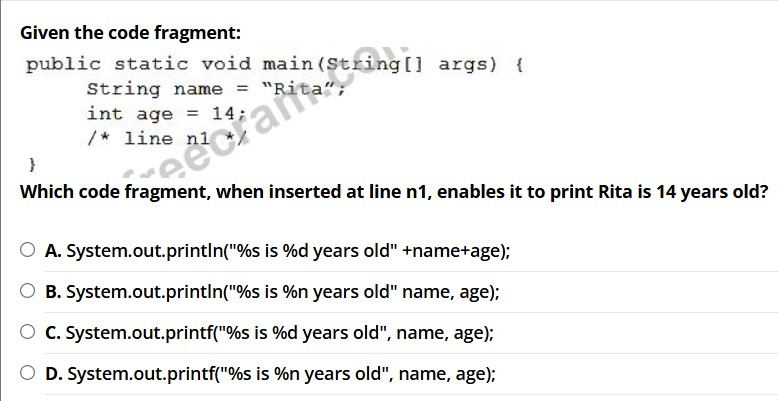 Given the code fragment:
public static void main(String[] args) {
String name = "Rita";
int age = 14;
/* line n1 */
}
freecram.com
Which code fragment, when inserted at line n1, enables it to print Rita is 14 years old?
A. System.out.println("%s is %d years old" +name+age);
B. System.out.println("%s is %n years old" name, age);
C. System.out.printf("%s is %d years old", name, age);
D. System.out.printf("%s is %n years old", name, age);